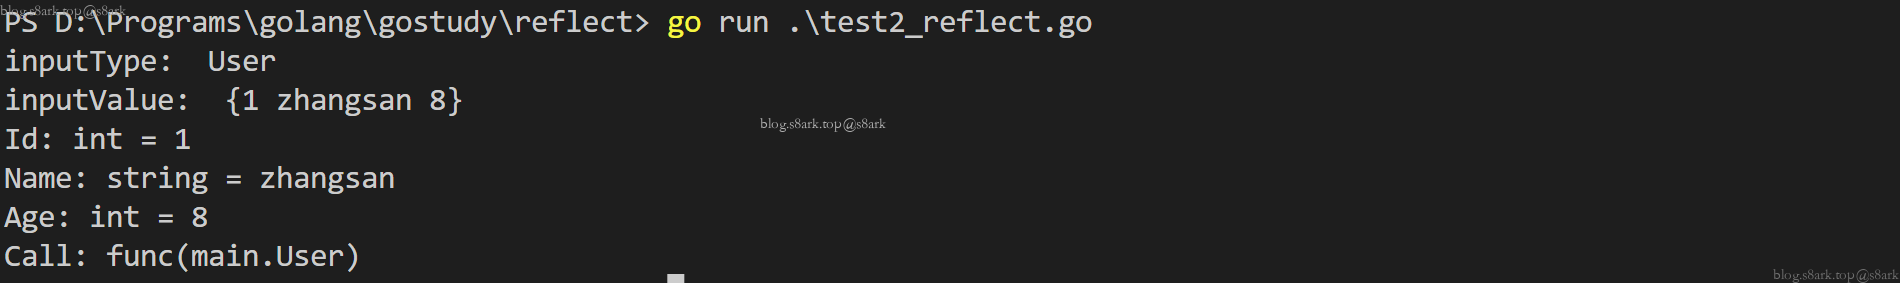 blog.s8ark.top@s8ark
PS D:\Programs\golang\gostudy\reflect> go run .\test2_reflect.go
inputType:  User
inputValue:  {1 zhangsan 8}
blog.s8ark.top@s8ark
Id: int = 1
Name: string = zhangsan
Age: int = 8
Call: func(main.User)
blog.s8ark.top@s8ark